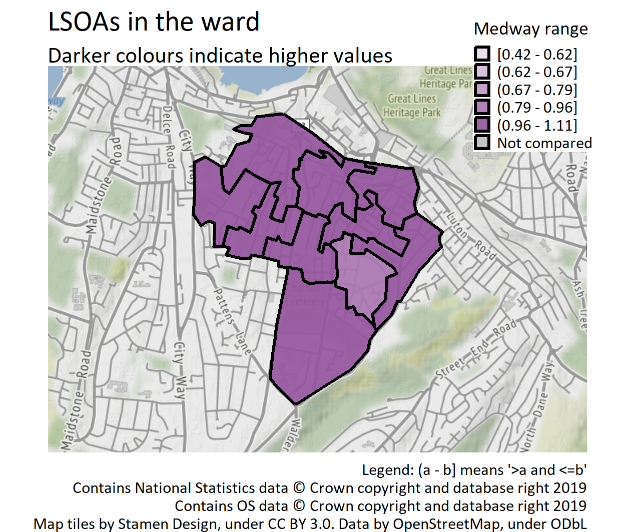 LSOAs in the ward
Darker colours indicate higher values
Medway range
[0.42 - 0.62]
(0.62 - 0.67]
(0.67 - 0.79]
(0.79 - 0.96]
(0.96 - 1.11]
Not compared
Great Lines
Heritage Park
Great Lines
Heritage Park
Delce Road
City W
Maidstone Road
Road
Luton Road
Ash Tree
Pattens Lane
City Way
Street End Road
Maidstone Road
North Dane Way
Walder
Legend: (a - b] means '>a and <=b'
Contains National Statistics data © Crown copyright and database right 2019
Contains OS data © Crown copyright and database right 2019
Map tiles by Stamen Design, under CC BY 3.0. Data by OpenStreetMap, under ODbL